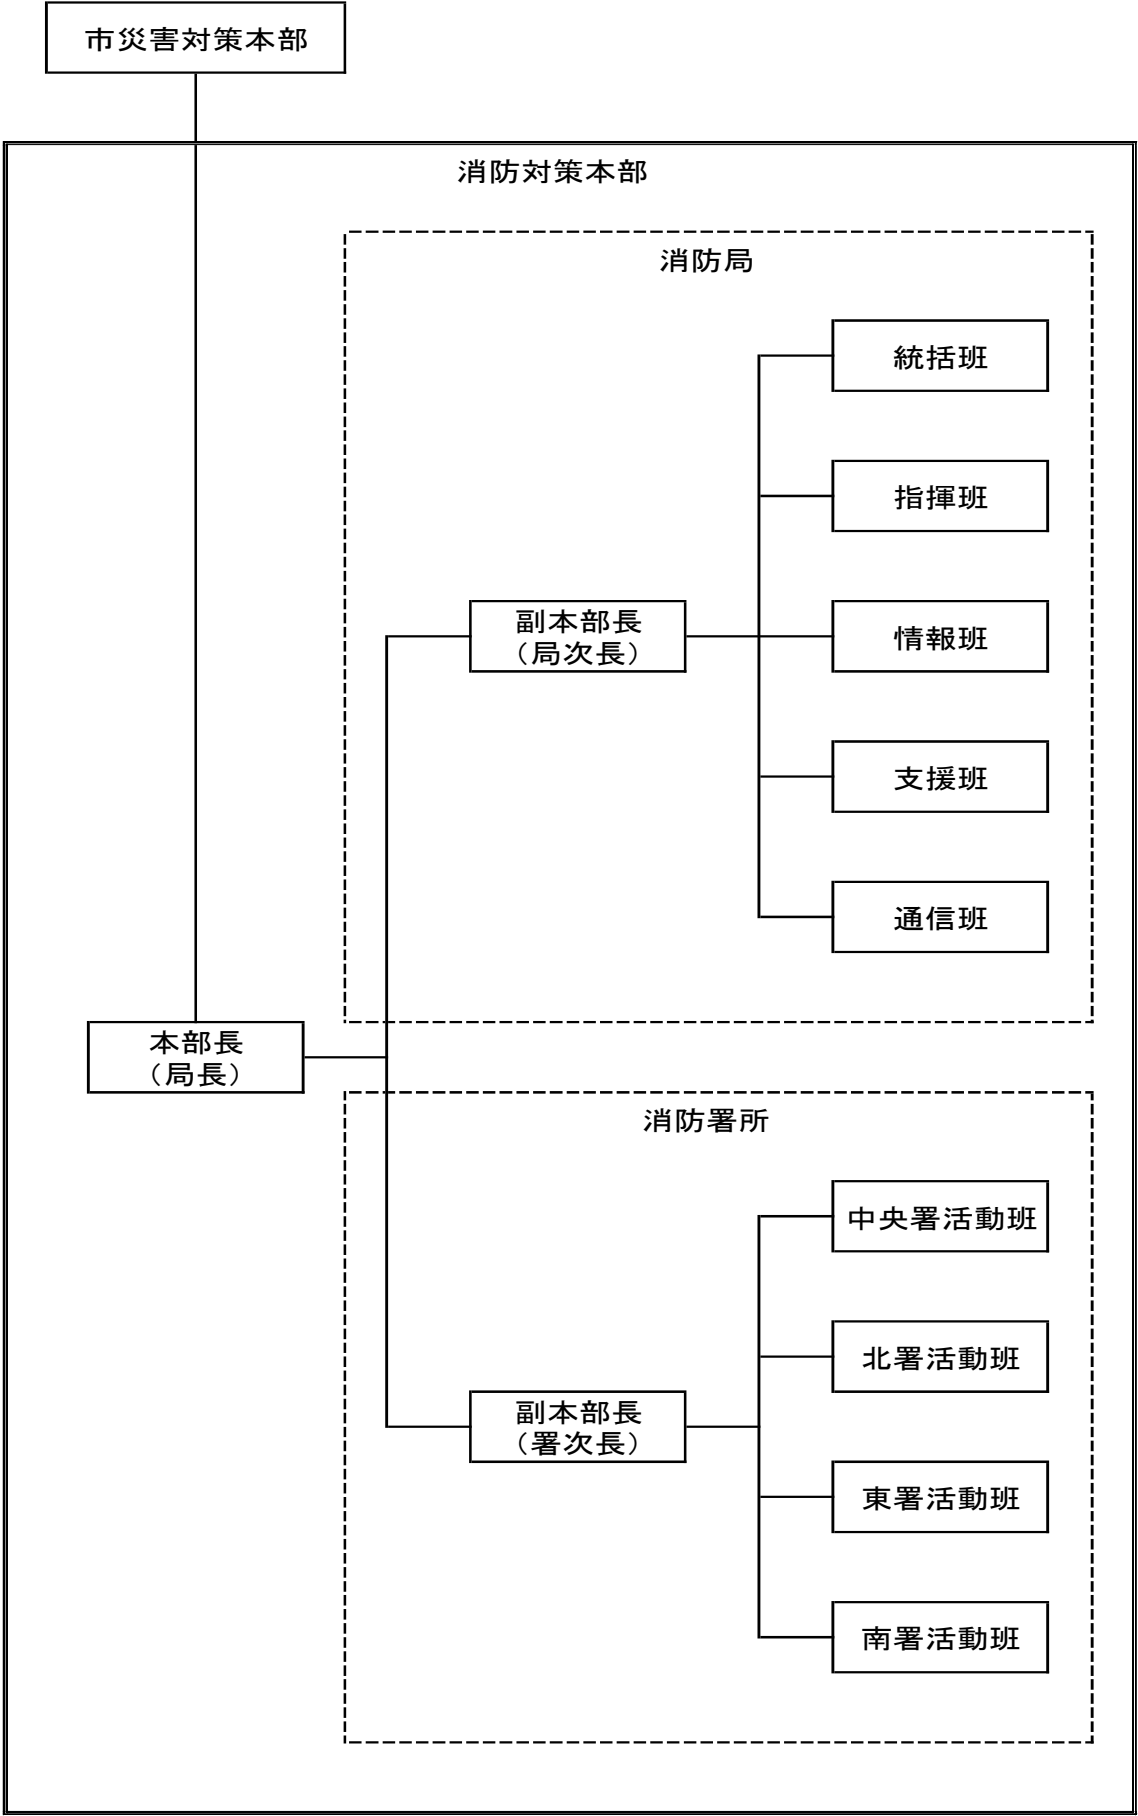 市災害対策本部
消防対策本部
消防局
統括班
指揮班
副本部長
（局次長）
情報班
支援班
通信班
本部長
（局長）
消防署所
中央署活動班
北署活動班
副本部長
（署次長）
東署活動班
南署活動班